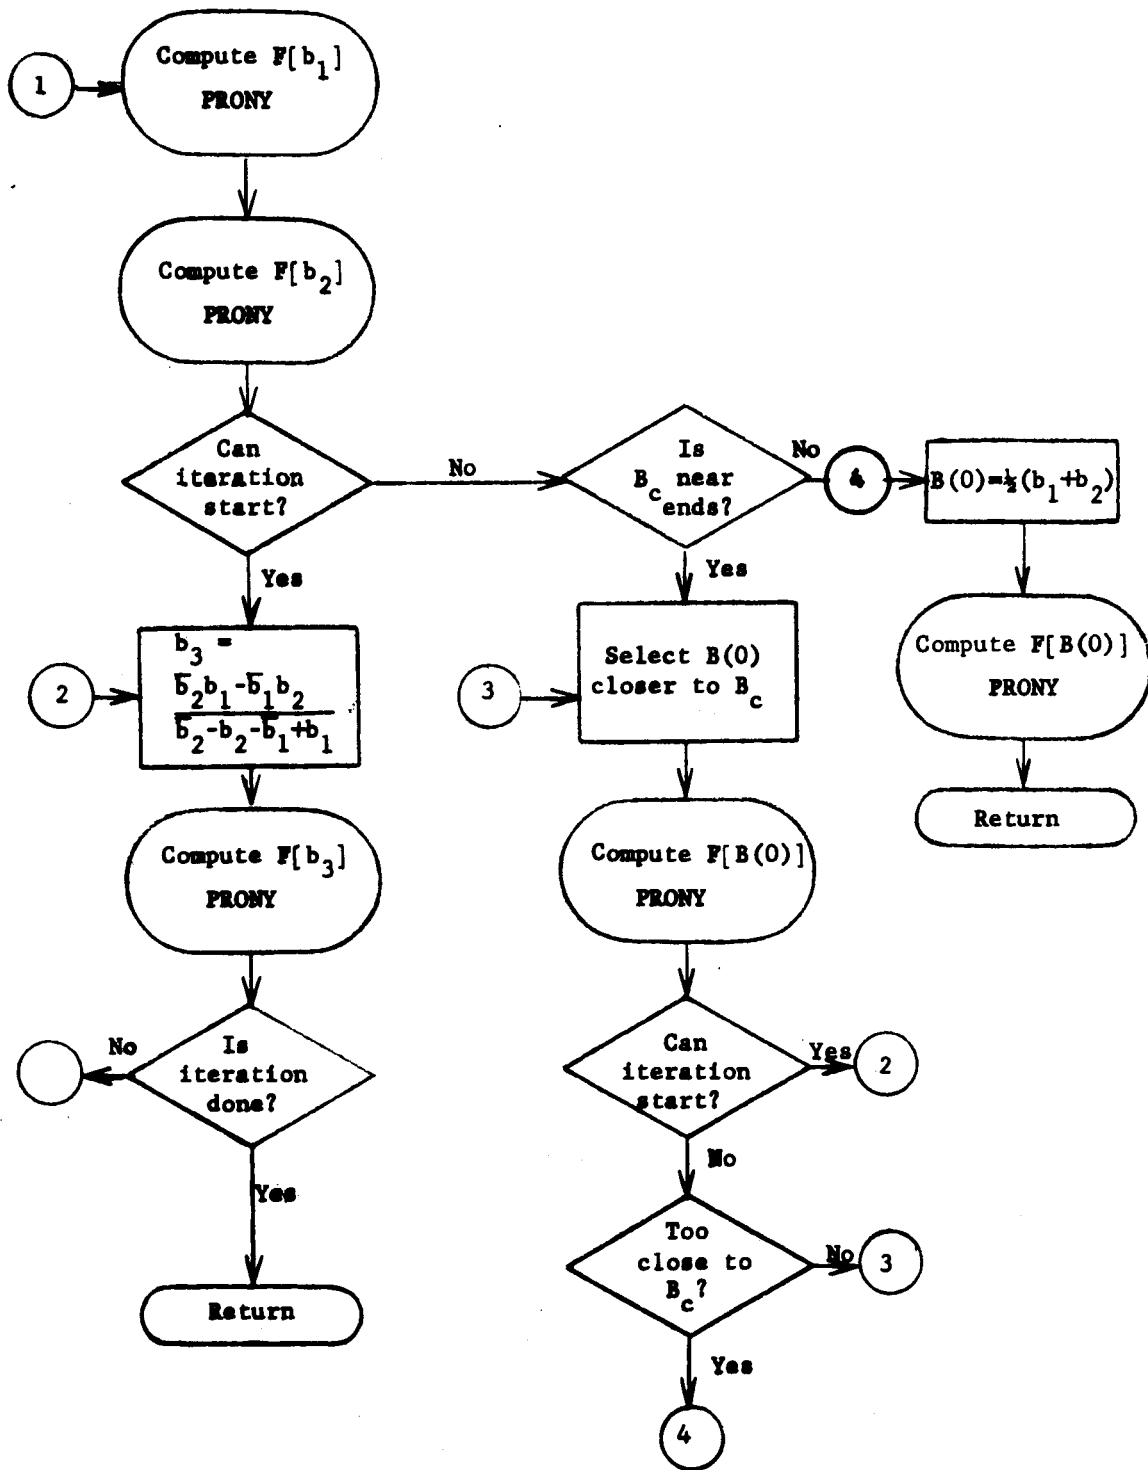 1
Compute F[b1]
PRONY
Compute F[b2]
PRONY
Can
iteration
start?
No
Yes
Is
Bc near
ends?
No
4
B(0)=½(b1+b2)
Yes
Compute F[B(0)]
PRONY
Return
2
b3 =
b̅2b1-b̅1b2
b̅2-b2-b̅1+b1
3
Select B(0)
closer to Bc
Compute F[b3]
PRONY
Compute F[B(0)]
PRONY
Is
iteration
done?
No
Yes
Return
Can
iteration
start?
Yes
2
No
Too
close to
Bc?
No
3
Yes
4